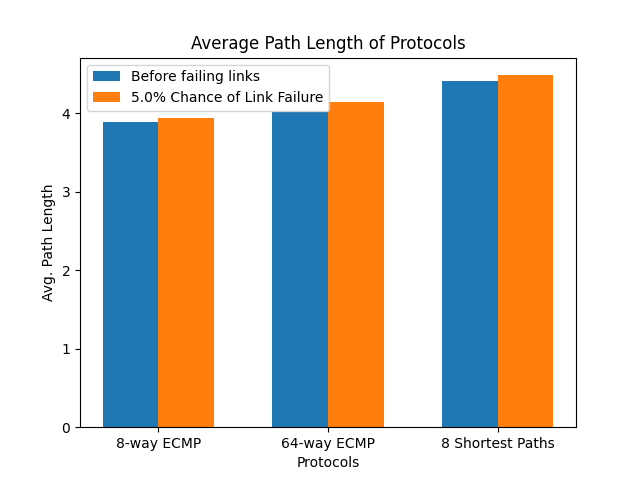 Average Path Length of Protocols
Before failing links
5.0% Chance of Link Failure
Avg. Path Length
4
3
2
1
0
8-way ECMP
64-way ECMP
8 Shortest Paths
Protocols